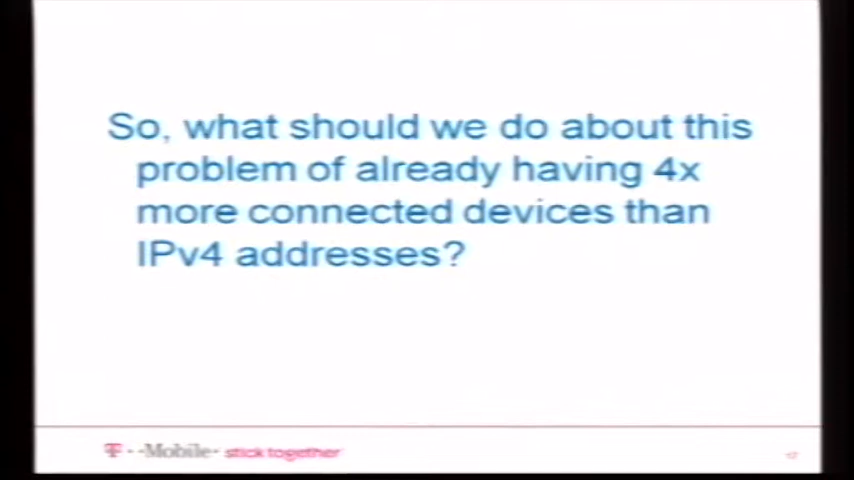 So, what should we do about this
problem of already having 4x
more connected devices than
IPv4 addresses?
T··Mobile· stick together